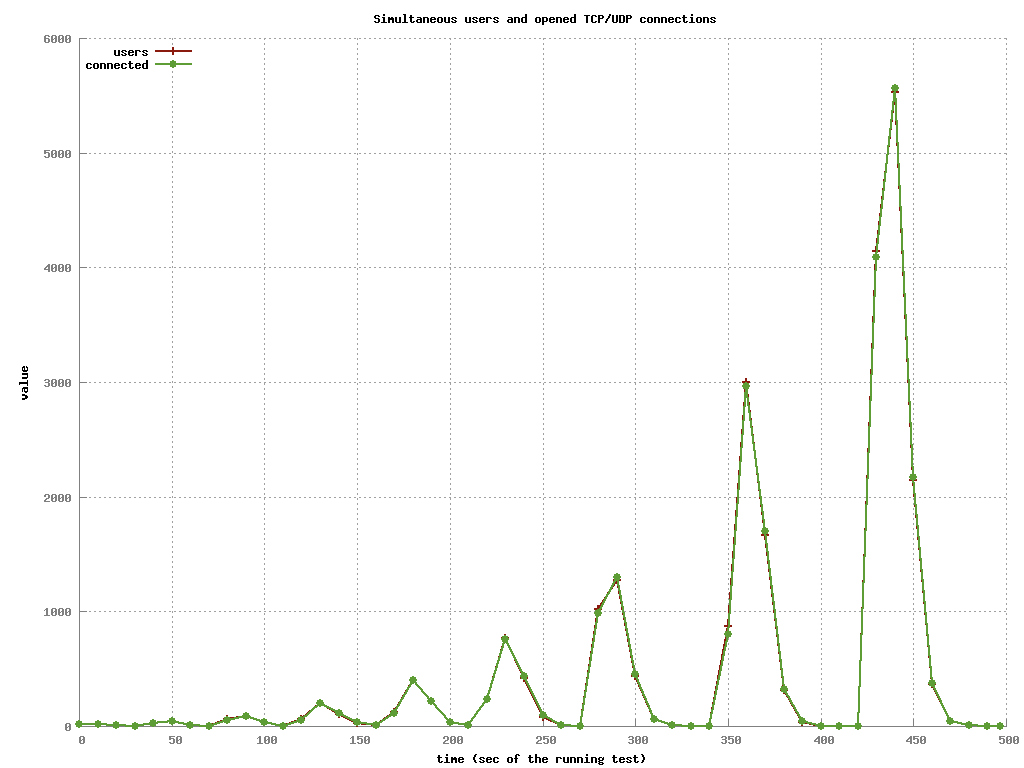 Simultaneous users and opened TCP/UDP connections
6000
users
connected
5000
4000
3000
value
2000
1000
0
0 50 100 150 200 250 300 350 400 450 500
time (sec of the running test)